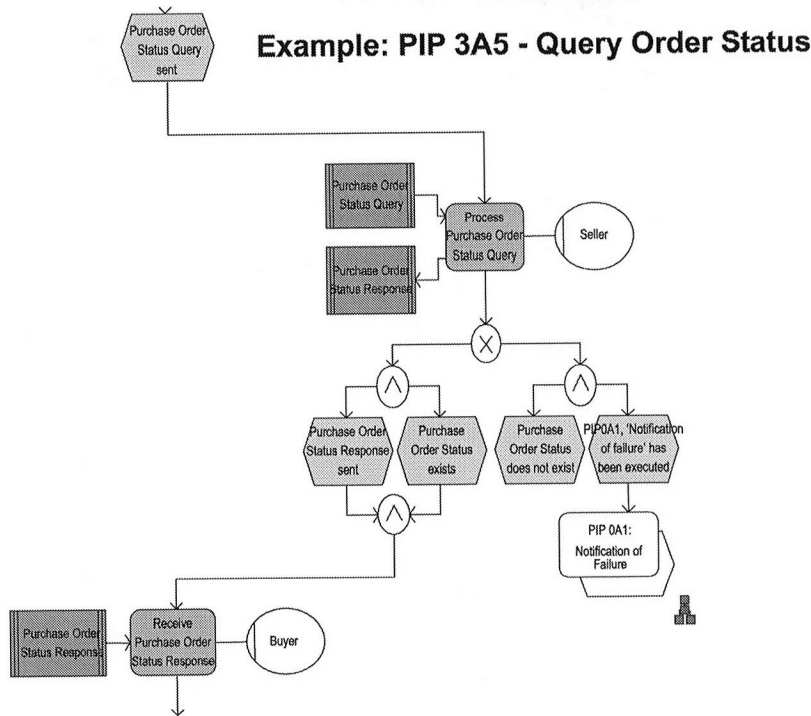 Purchase Order
Status Query
sent
Example: PIP 3A5 - Query Order Status
Purchase Order
Status Query
Process
Purchase Order
Status Query
Seller
Purchase Order
Status Response
X
Purchase Order
Status Response
sent
Purchase
Order Status
exists
Purchase
Order Status
does not exist
PIP0A1, 'Notification
of failure' has
been executed
PIP 0A1:
Notification of
Failure
Purchase Order
Status Response
Receive
Purchase Order
Status Response
Buyer